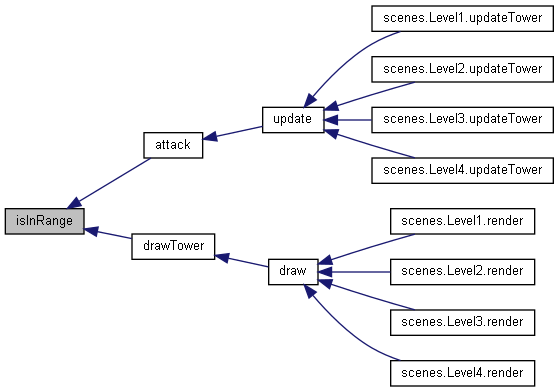 scenes.Level1.updateTower
scenes.Level2.updateTower
update
scenes.Level3.updateTower
attack
scenes.Level4.updateTower
isInRange
scenes.Level1.render
drawTower
draw
scenes.Level2.render
scenes.Level3.render
scenes.Level4.render